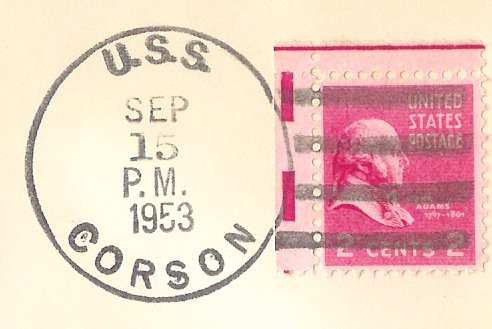 U.S.S.
SEP
15
P.M.
1953
CORSON
UNITED
STATES
POSTAGE
ADAMS
1797-1801
2 CENTS 2